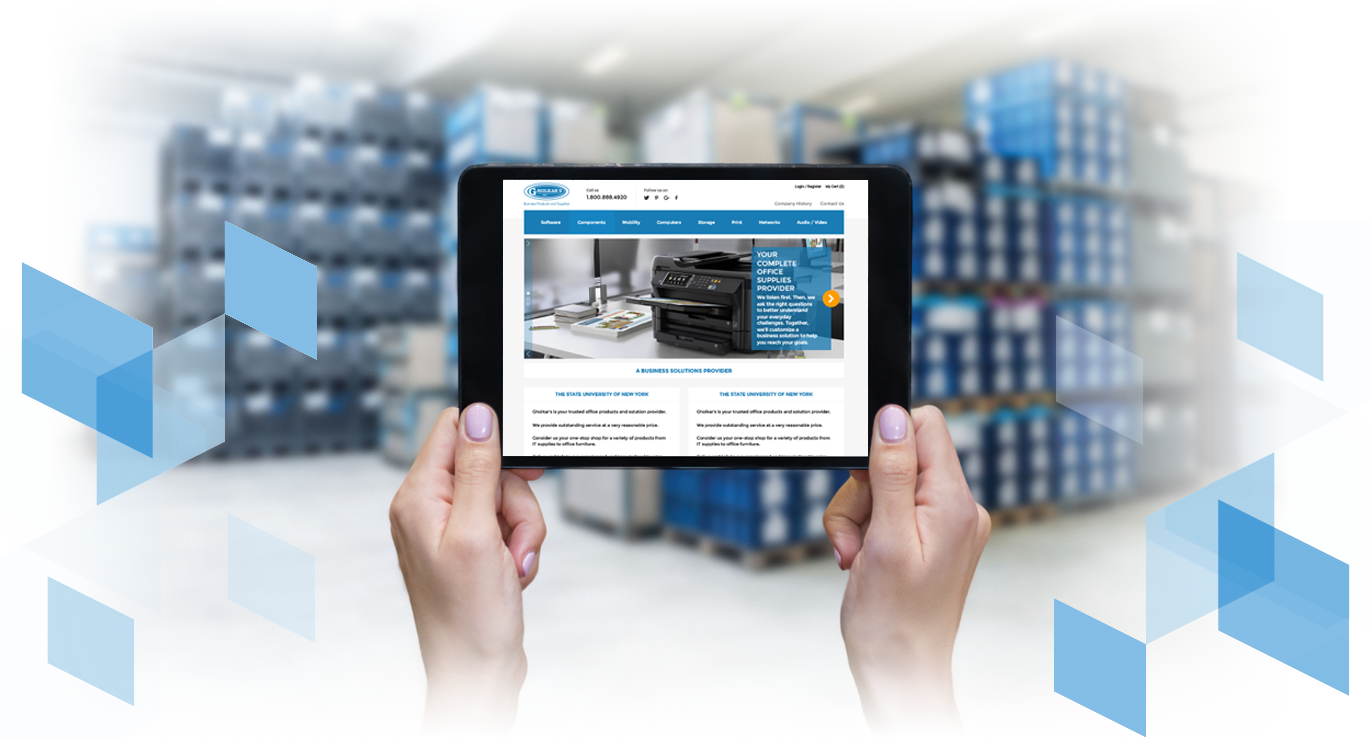 GHOLKAR'S
Business Products and Supplies
Call us
1.800.888.4920
Follow us on
Login / Register My Cart (0)
Company History Contact Us
Software Components Mobility Computers Storage Print Networks Audio / Video
YOUR
COMPLETE
OFFICE
SUPPLIES
PROVIDER
We listen first. Then, we
ask the right questions
to better understand
your everyday
challenges. Together,
we'll customize a
business solution to help
you reach your goals.
A BUSINESS SOLUTIONS PROVIDER
THE STATE UNIVERSITY OF NEW YORK
Gholkar's is your trusted office products and solution provider.
We provide outstanding service at a very reasonable price.
Consider us your one-stop shop for a variety of products from
IT supplies to office furniture.
THE STATE UNIVERSITY OF NEW YORK
Gholkar's is your trusted office products and solution provider.
We provide outstanding service at a very reasonable price.
Consider us your one-stop shop for a variety of products from
IT supplies to office furniture.